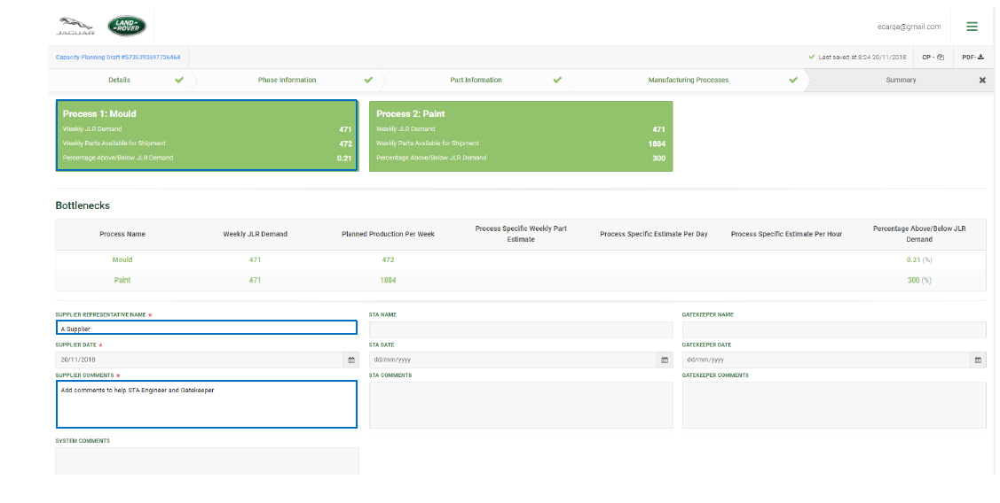 JAGUAR
LAND-
-ROVER
ecarqa@gmail.com
Capacity Planning Draft #5735393697726464
Last saved at 8:24 20/11/2018
CP -
PDF-
Details
Phase Information
Part Information
Manufacturing Processes
Summary
Process 1: Mould
Weekly JLR Demand 471
Weekly Parts Available for Shipment 472
Percentage Above/Below JLR Demand 0.21
Process 2: Paint
Weekly JLR Demand 471
Weekly Parts Available for Shipment 1884
Percentage Above/Below JLR Demand 300
Bottlenecks
Process Name Weekly JLR Demand Planned Production Per Week Process Specific Weekly Part Estimate Process Specific Estimate Per Day Process Specific Estimate Per Hour Percentage Above/Below JLR Demand
Mould 471 472 0.21 (%)
Paint 471 1884 300 (%)
SUPPLIER REPRESENTATIVE NAME * STA NAME GATEKEEPER NAME
A Supplier
SUPPLIER DATE * STA DATE GATEKEEPER DATE
20/11/2018 dd/mm/yyyy dd/mm/yyyy
SUPPLIER COMMENTS * STA COMMENTS GATEKEEPER COMMENTS
Add comments to help STA Engineer and Gatekeeper
SYSTEM COMMENTS